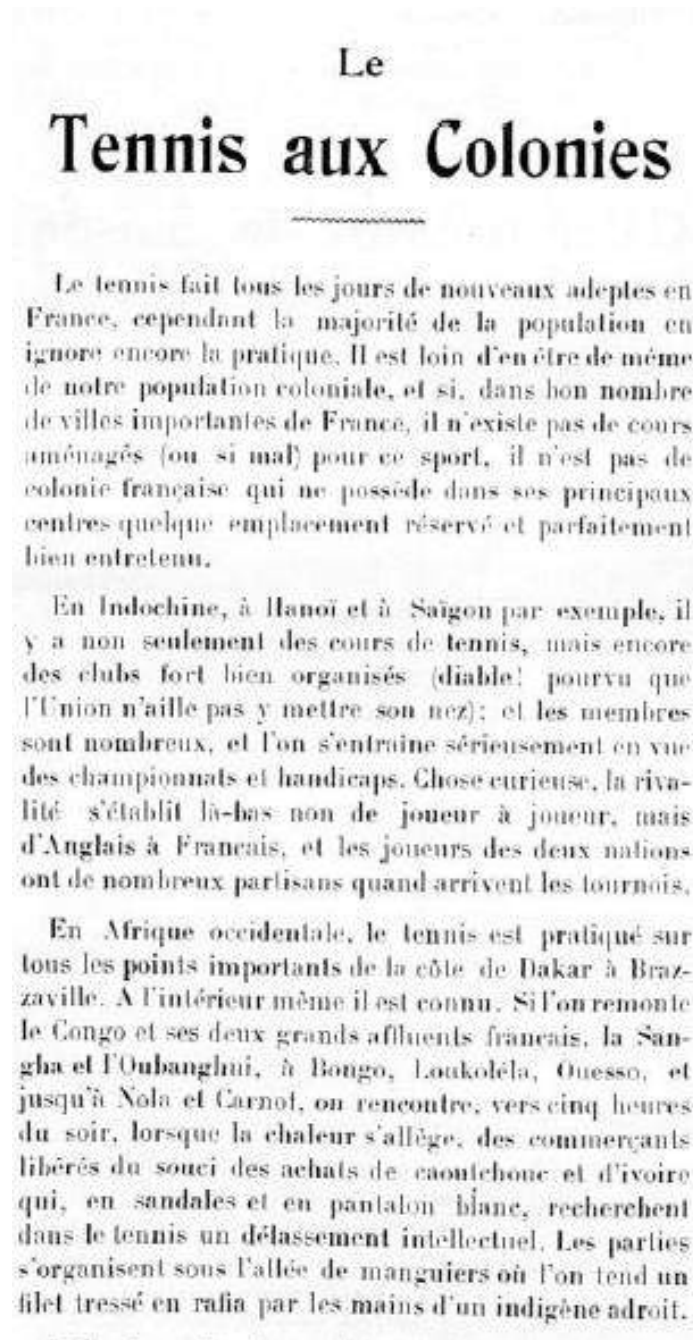 Le
Tennis aux Colonies
Le tennis fait tous les jours de nouveaux adeptes en
France, cependant la majorité de la population en
ignore encore la pratique. Il est loin d'en être de même
de notre population coloniale, et si, dans bon nombre
de villes importantes de France, il n'existe pas de cours
aménagés (ou si mal) pour ce sport, il n'est pas de
colonie française qui ne possède dans ses principaux
centres quelque emplacement réservé et parfaitement
bien entretenu.
En Indochine, à Hanoï et à Saïgon par exemple, il
y a non seulement des cours de tennis, mais encore
des clubs fort bien organisés (diable! pourvu que
l'Union n'aille pas y mettre son nez); et les membres
sont nombreux, et l'on s'entraine sérieusement en vue
des championnats et handicaps. Chose curieuse, la riva-
lité s'établit là-bas non de joueur à joueur, mais
d'Anglais à Francais, et les joueurs des deux nations
ont de nombreux partisans quand arrivent les tournois.
En Afrique occidentale, le tennis est pratiqué sur
tous les points importants de la côte de Dakar à Braz-
zaville. A l'intérieur même il est connu. Si l'on remonte
le Congo et ses deux grands affluents francais, la San-
gha et l'Oubanghui, à Bongo, Loukoléla, Ouesso, et
jusqu'à Nola et Carnot, on rencontre, vers cinq heures
du soir, lorsque la chaleur s'allège, des commerçants
libérés du souci des achats de caoutchouc et d'ivoire
qui, en sandales et en pantalon blanc, recherchent
dans le tennis un délassement intellectuel. Les parties
s'organisent sous l'allée de manguiers où l'on tend un
filet tressé en rafia par les mains d'un indigène adroit.